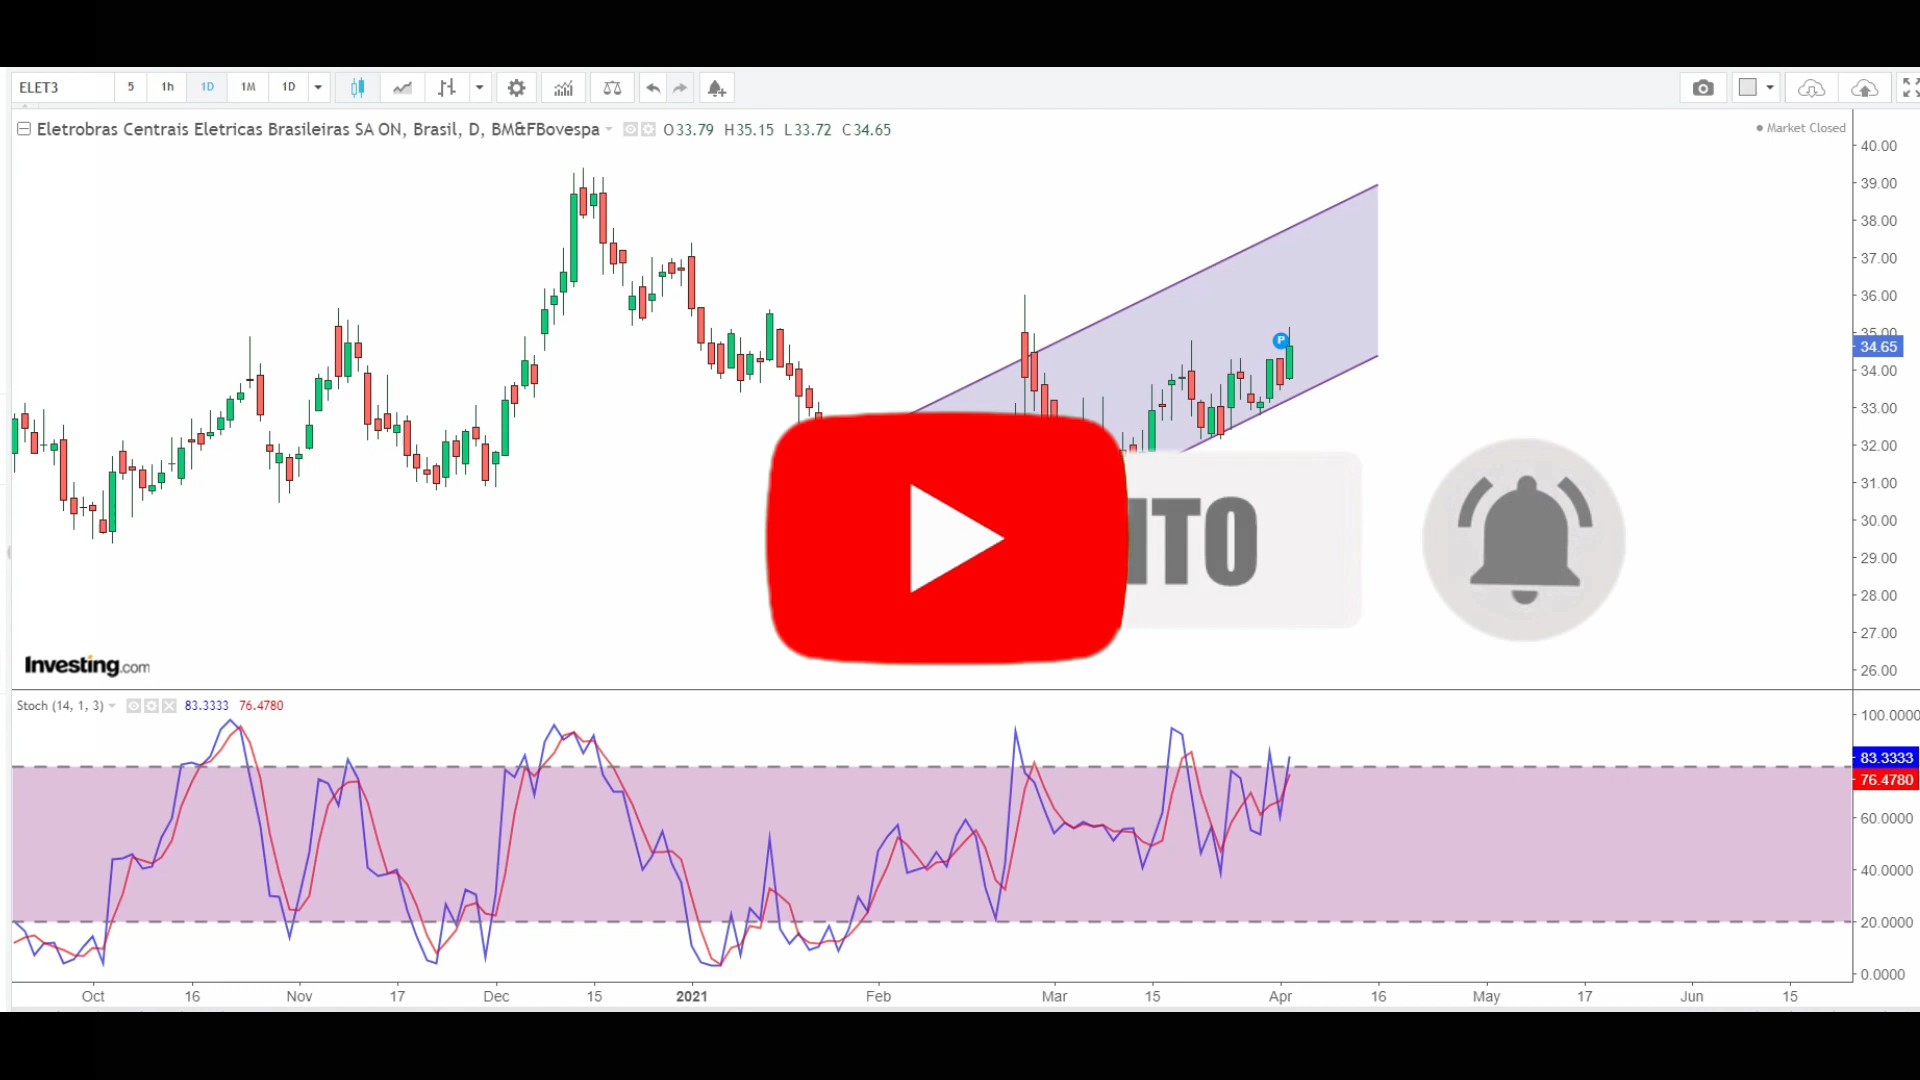 ELET3 5 1h 1D 1M 1D
Eletrobras Centrais Eletricas Brasileiras SA ON, Brasil, D, BM&FBovespa O33.79 H35.15 L33.72 C34.65
Market Closed
40.00
39.00
38.00
37.00
36.00
35.00
34.65
34.00
33.00
32.00
31.00
30.00
29.00
28.00
27.00
26.00
P
ITO
Investing.com
Stoch (14, 1, 3) 83.3333 76.4780
100.0000
83.3333
76.4780
60.0000
40.0000
20.0000
0.0000
Oct 16 Nov 17 Dec 15 2021 Feb Mar 15 Apr 16 May 17 Jun 15